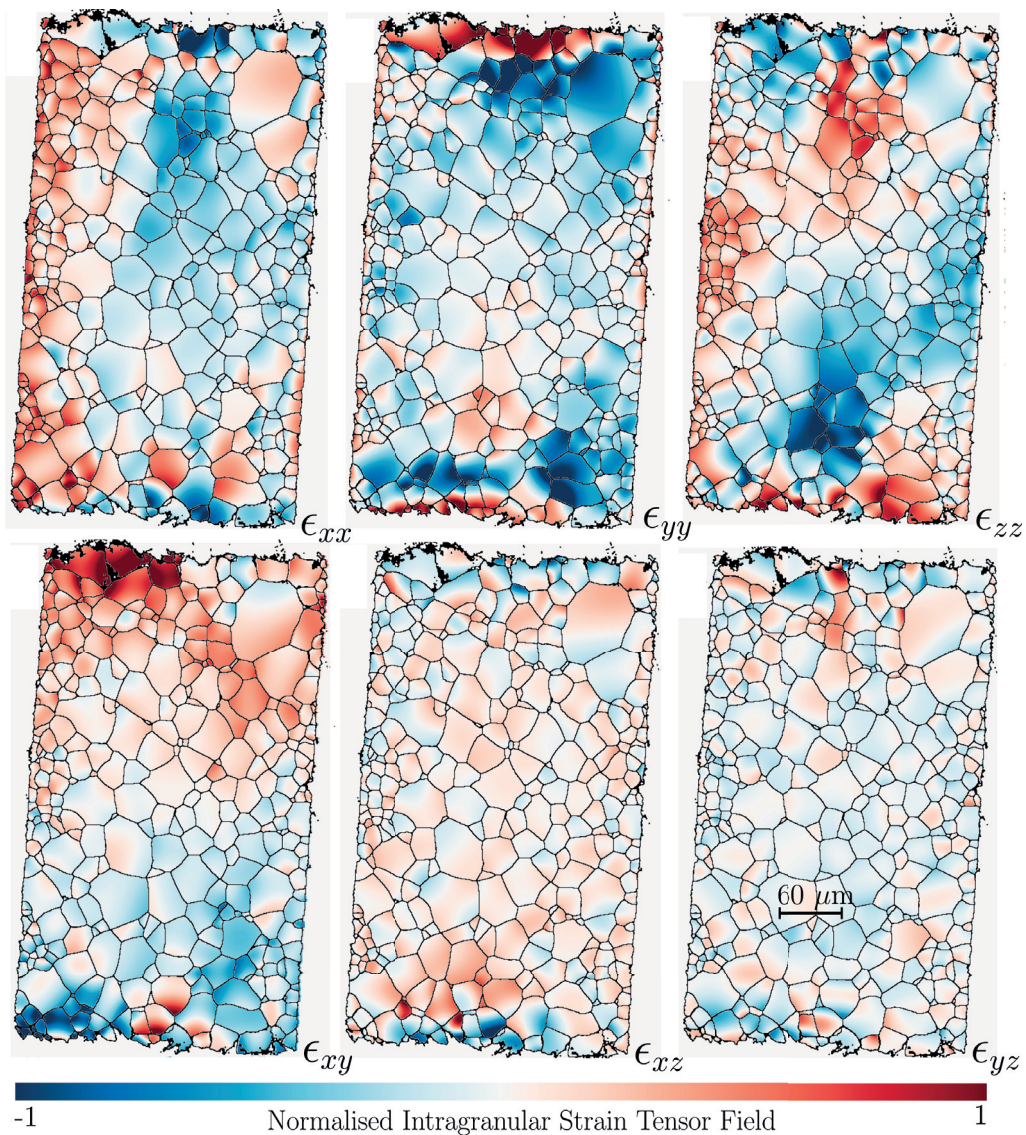 ϵxx ϵyy ϵzz
60 μm
ϵxy ϵxz ϵyz
-1 Normalised Intragranular Strain Tensor Field 1